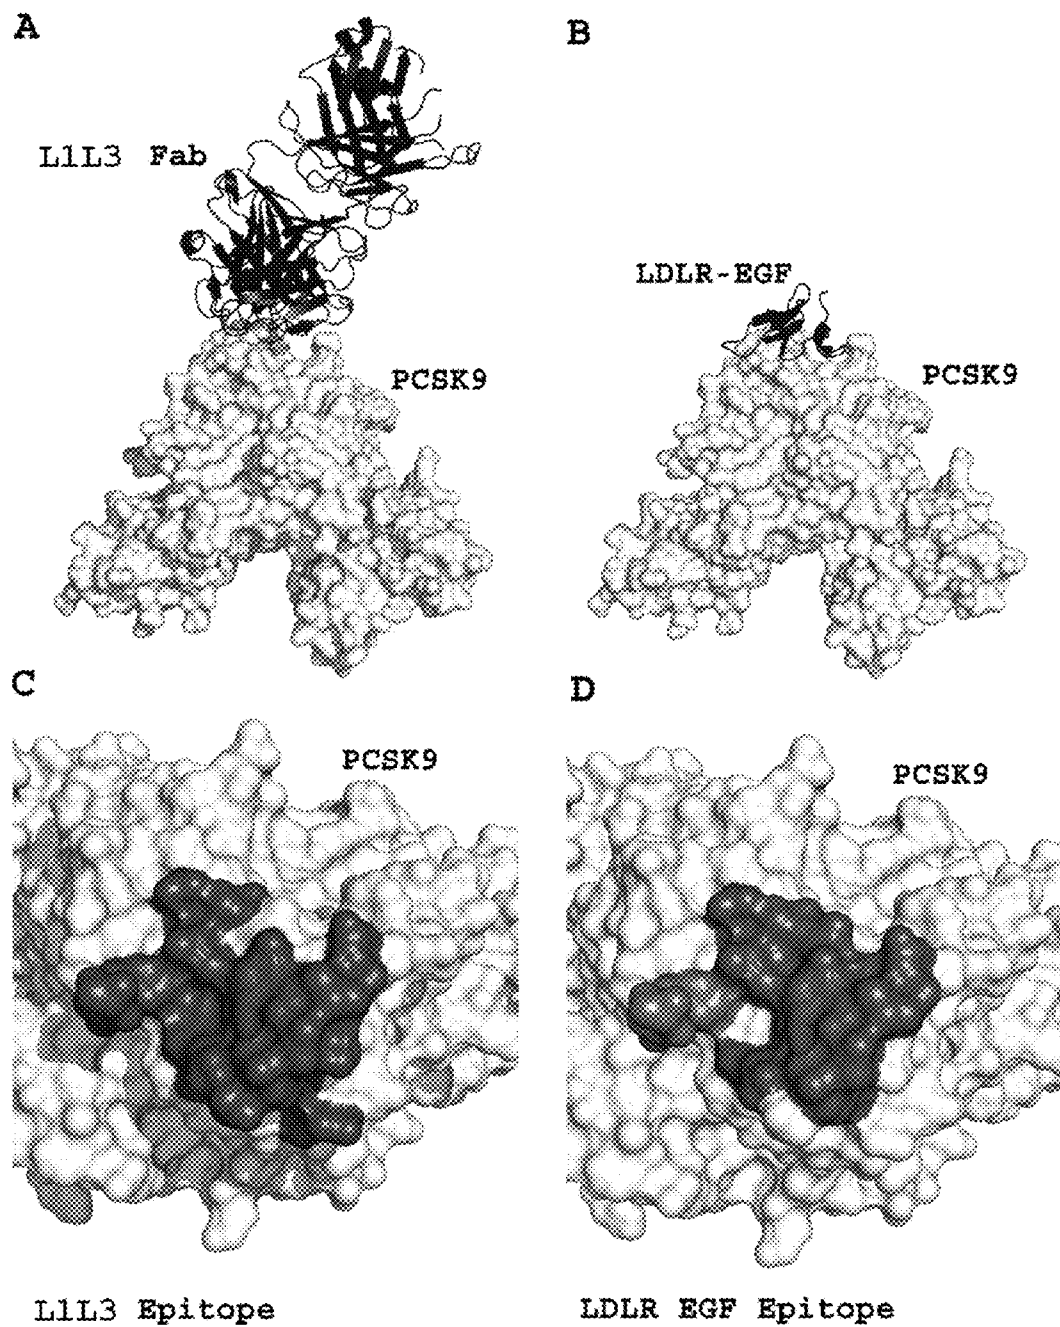 A
B
L1L3 Fab
LDLR-EGF
PCSK9
PCSK9
C
D
PCSK9
PCSK9
L1L3 Epitope
LDLR EGF Epitope